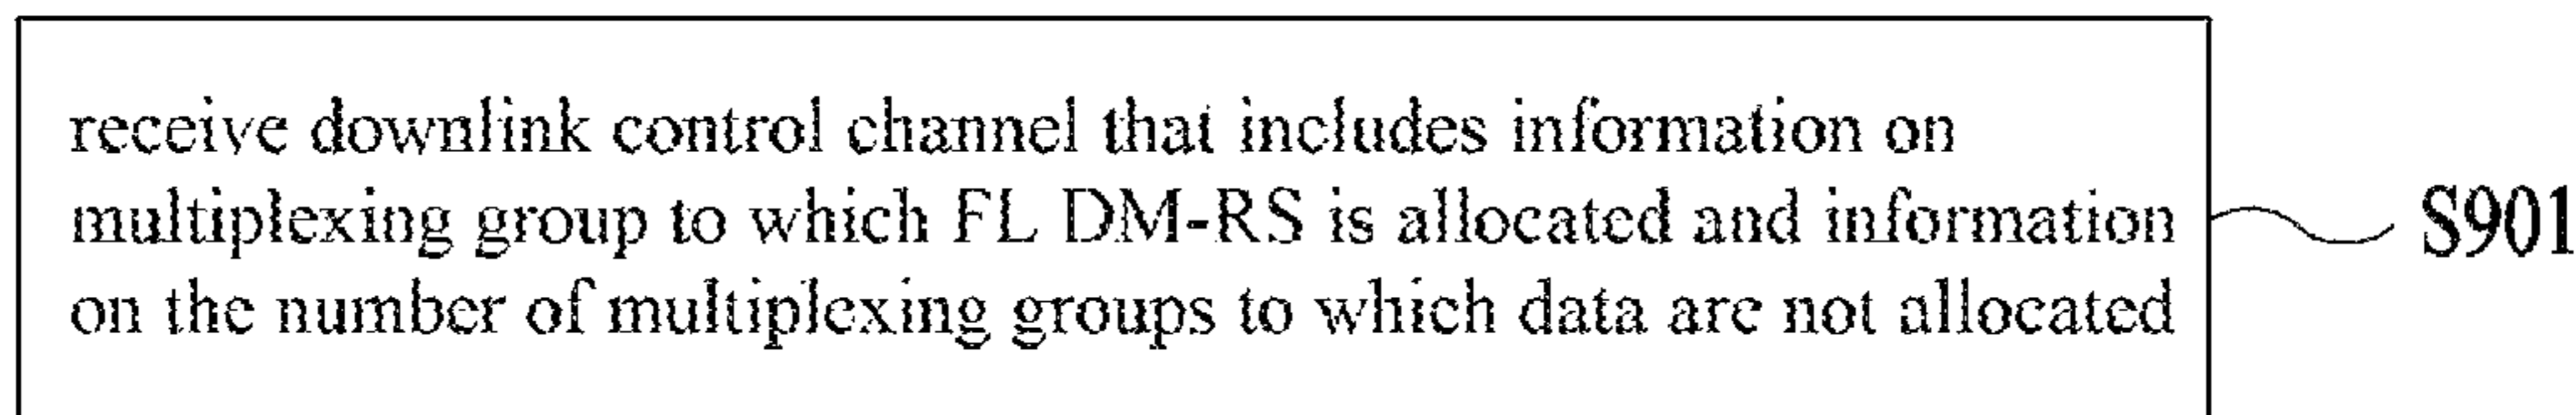 receive downlink control channel that includes information on
multiplexing group to which FL DM-RS is allocated and information
on the number of multiplexing groups to which data are not allocated
S901